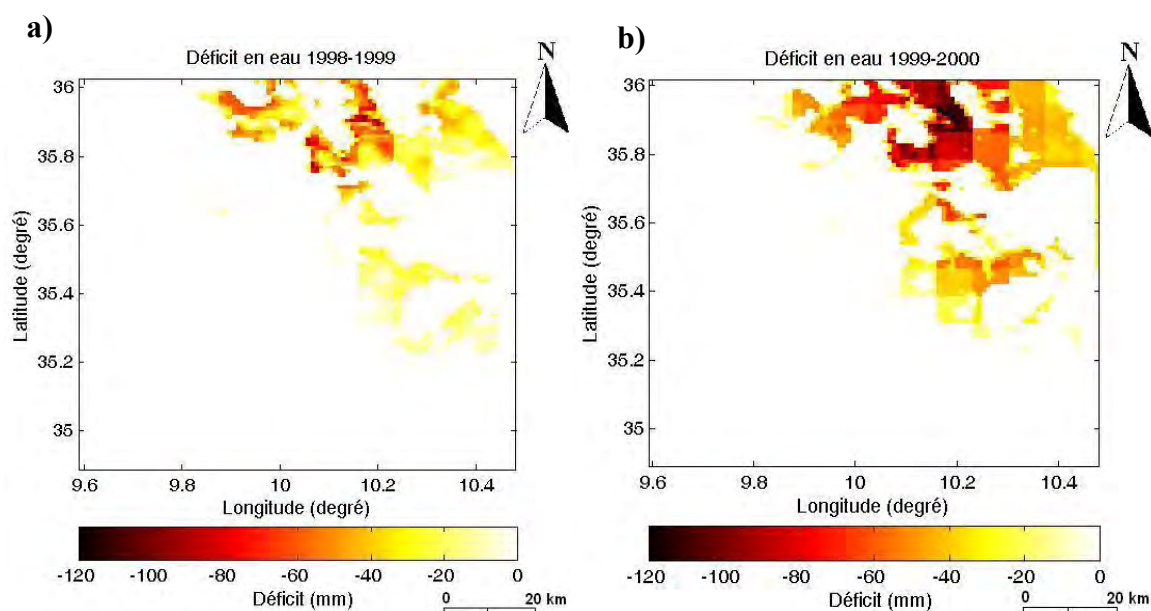 a)
Déficit en eau 1998-1999
N
36
35.8
35.6
35.4
35.2
35
Latitude (degré)
9.6 9.8 10 10.2 10.4
Longitude (degré)
-120 -100 -80 -60 -40 -20 0
Déficit (mm)
0 20 km
b)
Déficit en eau 1999-2000
N
36
35.8
35.6
35.4
35.2
35
Latitude (degré)
9.6 9.8 10 10.2 10.4
Longitude (degré)
-120 -100 -80 -60 -40 -20 0
Déficit (mm)
0 20 km